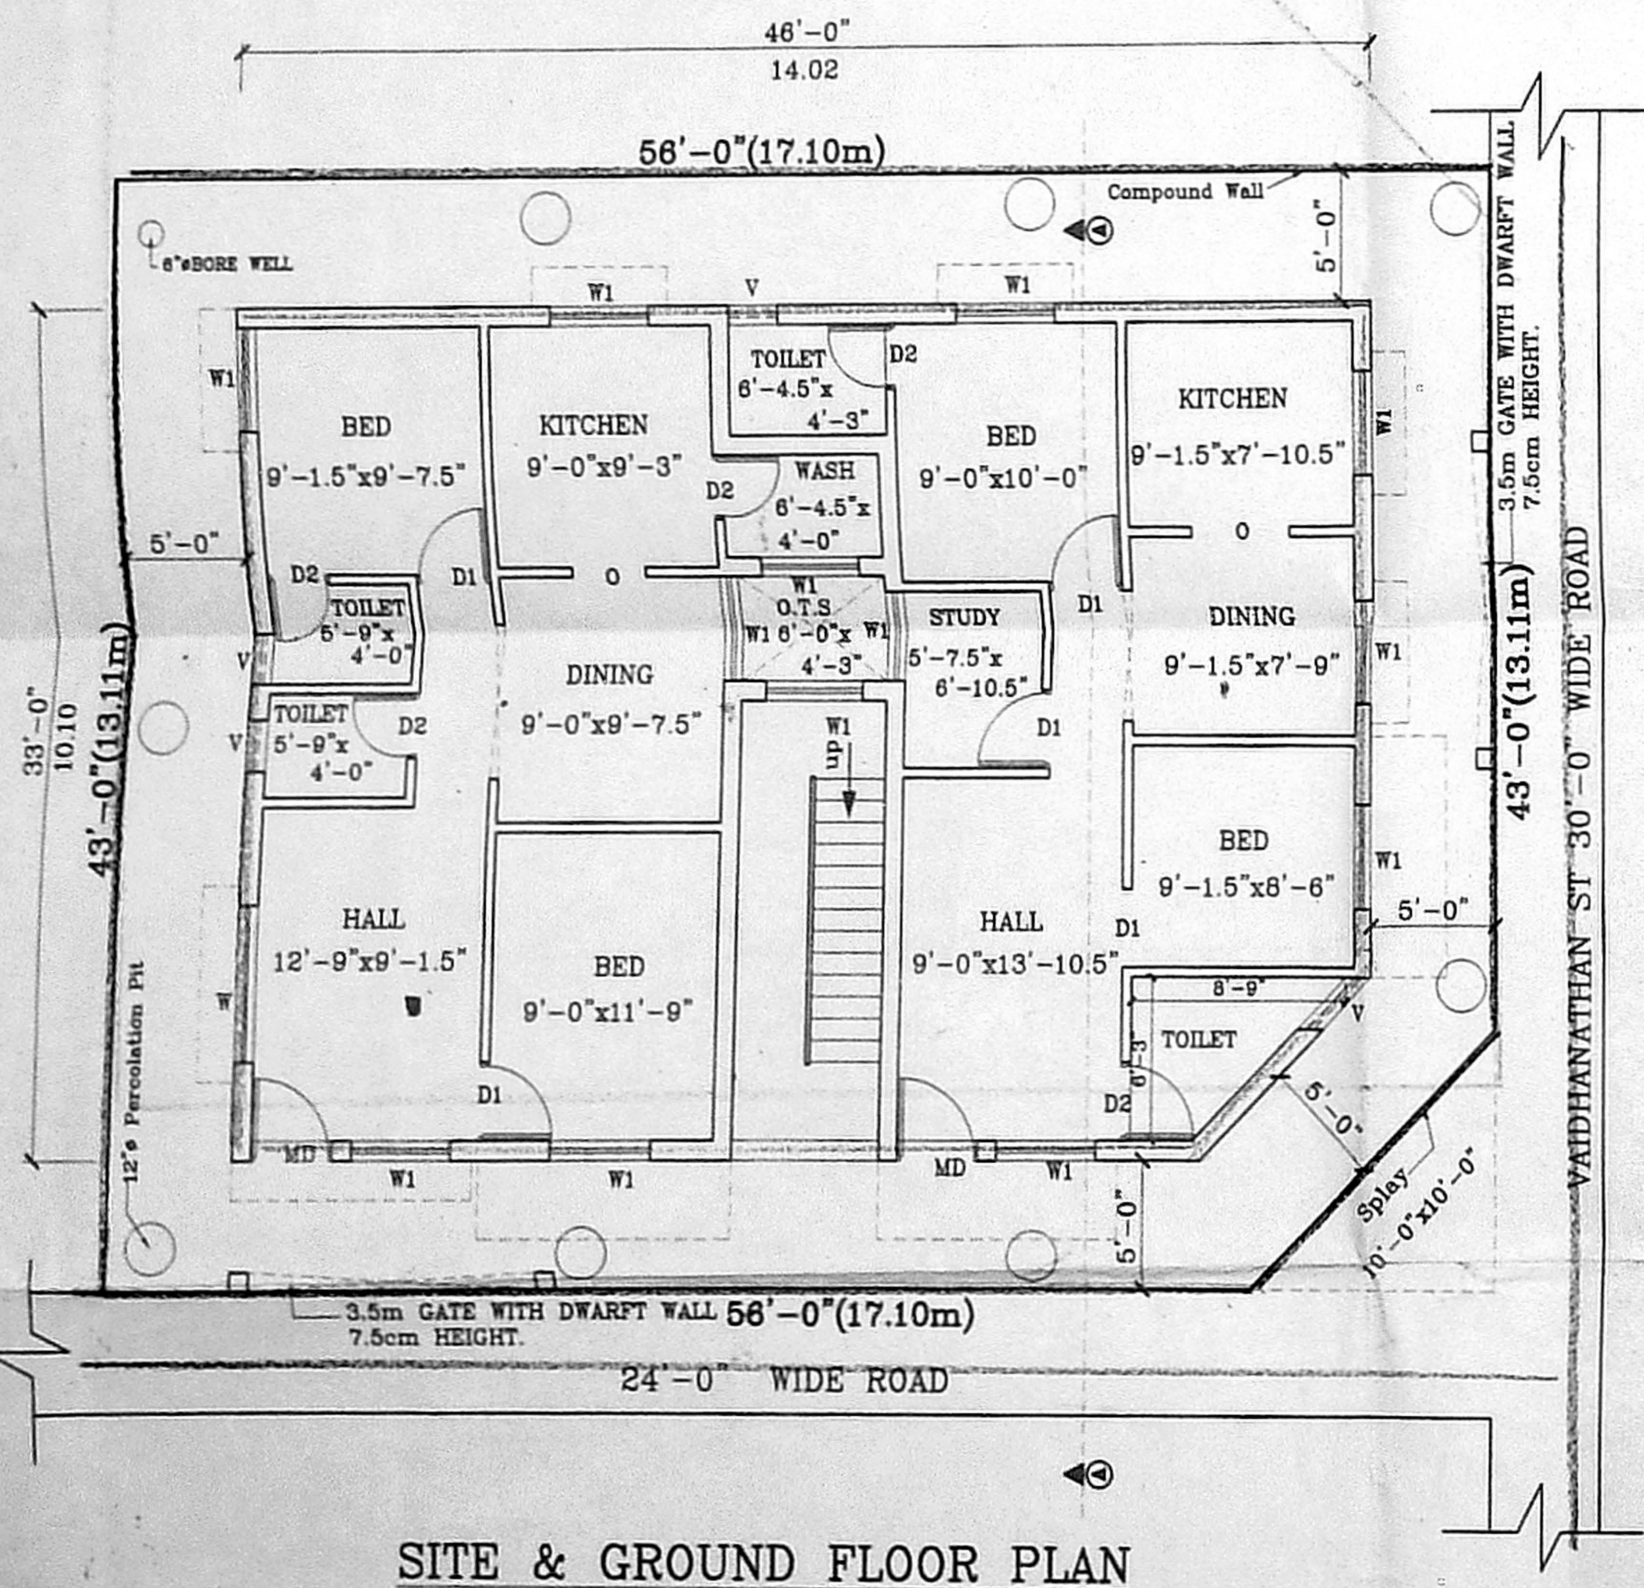 46'-0"
14.02
56'-0"(17.10m)
Compound Wall
5'-0"
3.5m GATE WITH DWARFT WALL
7.5cm HEIGHT.
6"øBORE WELL
W1
V
W1
W1
TOILET
6'-4.5"x
4'-3"
D2
KITCHEN
9'-1.5"x7'-10.5"
W1
BED
9'-1.5"x9'-7.5"
KITCHEN
9'-0"x9'-3"
D2
WASH
6'-4.5"x
4'-0"
BED
9'-0"x10'-0"
O
5'-0"
D2
D1
O
TOILET
5'-9"x
4'-0"
V
W1
O.T.S
W1 6'-0"x W1
4'-3"
STUDY
5'-7.5"x
6'-10.5"
D1
DINING
9'-1.5"x7'-9"
W1
DINING
9'-0"x9'-7.5"
TOILET
5'-9"x
4'-0"
V
D2
W1
up
D1
33'-0"
10.10
43'-0"(13.11m)
43'-0"(13.11m)
VAIDHANATHAN ST 30'-0" WIDE ROAD
BED
9'-1.5"x8'-6"
W1
5'-0"
HALL
12'-9"x9'-1.5"
W
BED
9'-0"x11'-9"
HALL
9'-0"x13'-10.5"
D1
8'-9"
V
TOILET
6'-3"
D2
D1
12"ø Percolation Pit
MD
W1
W1
MD
W1
5'-0"
5'-0"
Splay
10'-0"x10'-0"
3.5m GATE WITH DWARFT WALL 56'-0"(17.10m)
7.5cm HEIGHT.
24'-0" WIDE ROAD
SITE & GROUND FLOOR PLAN